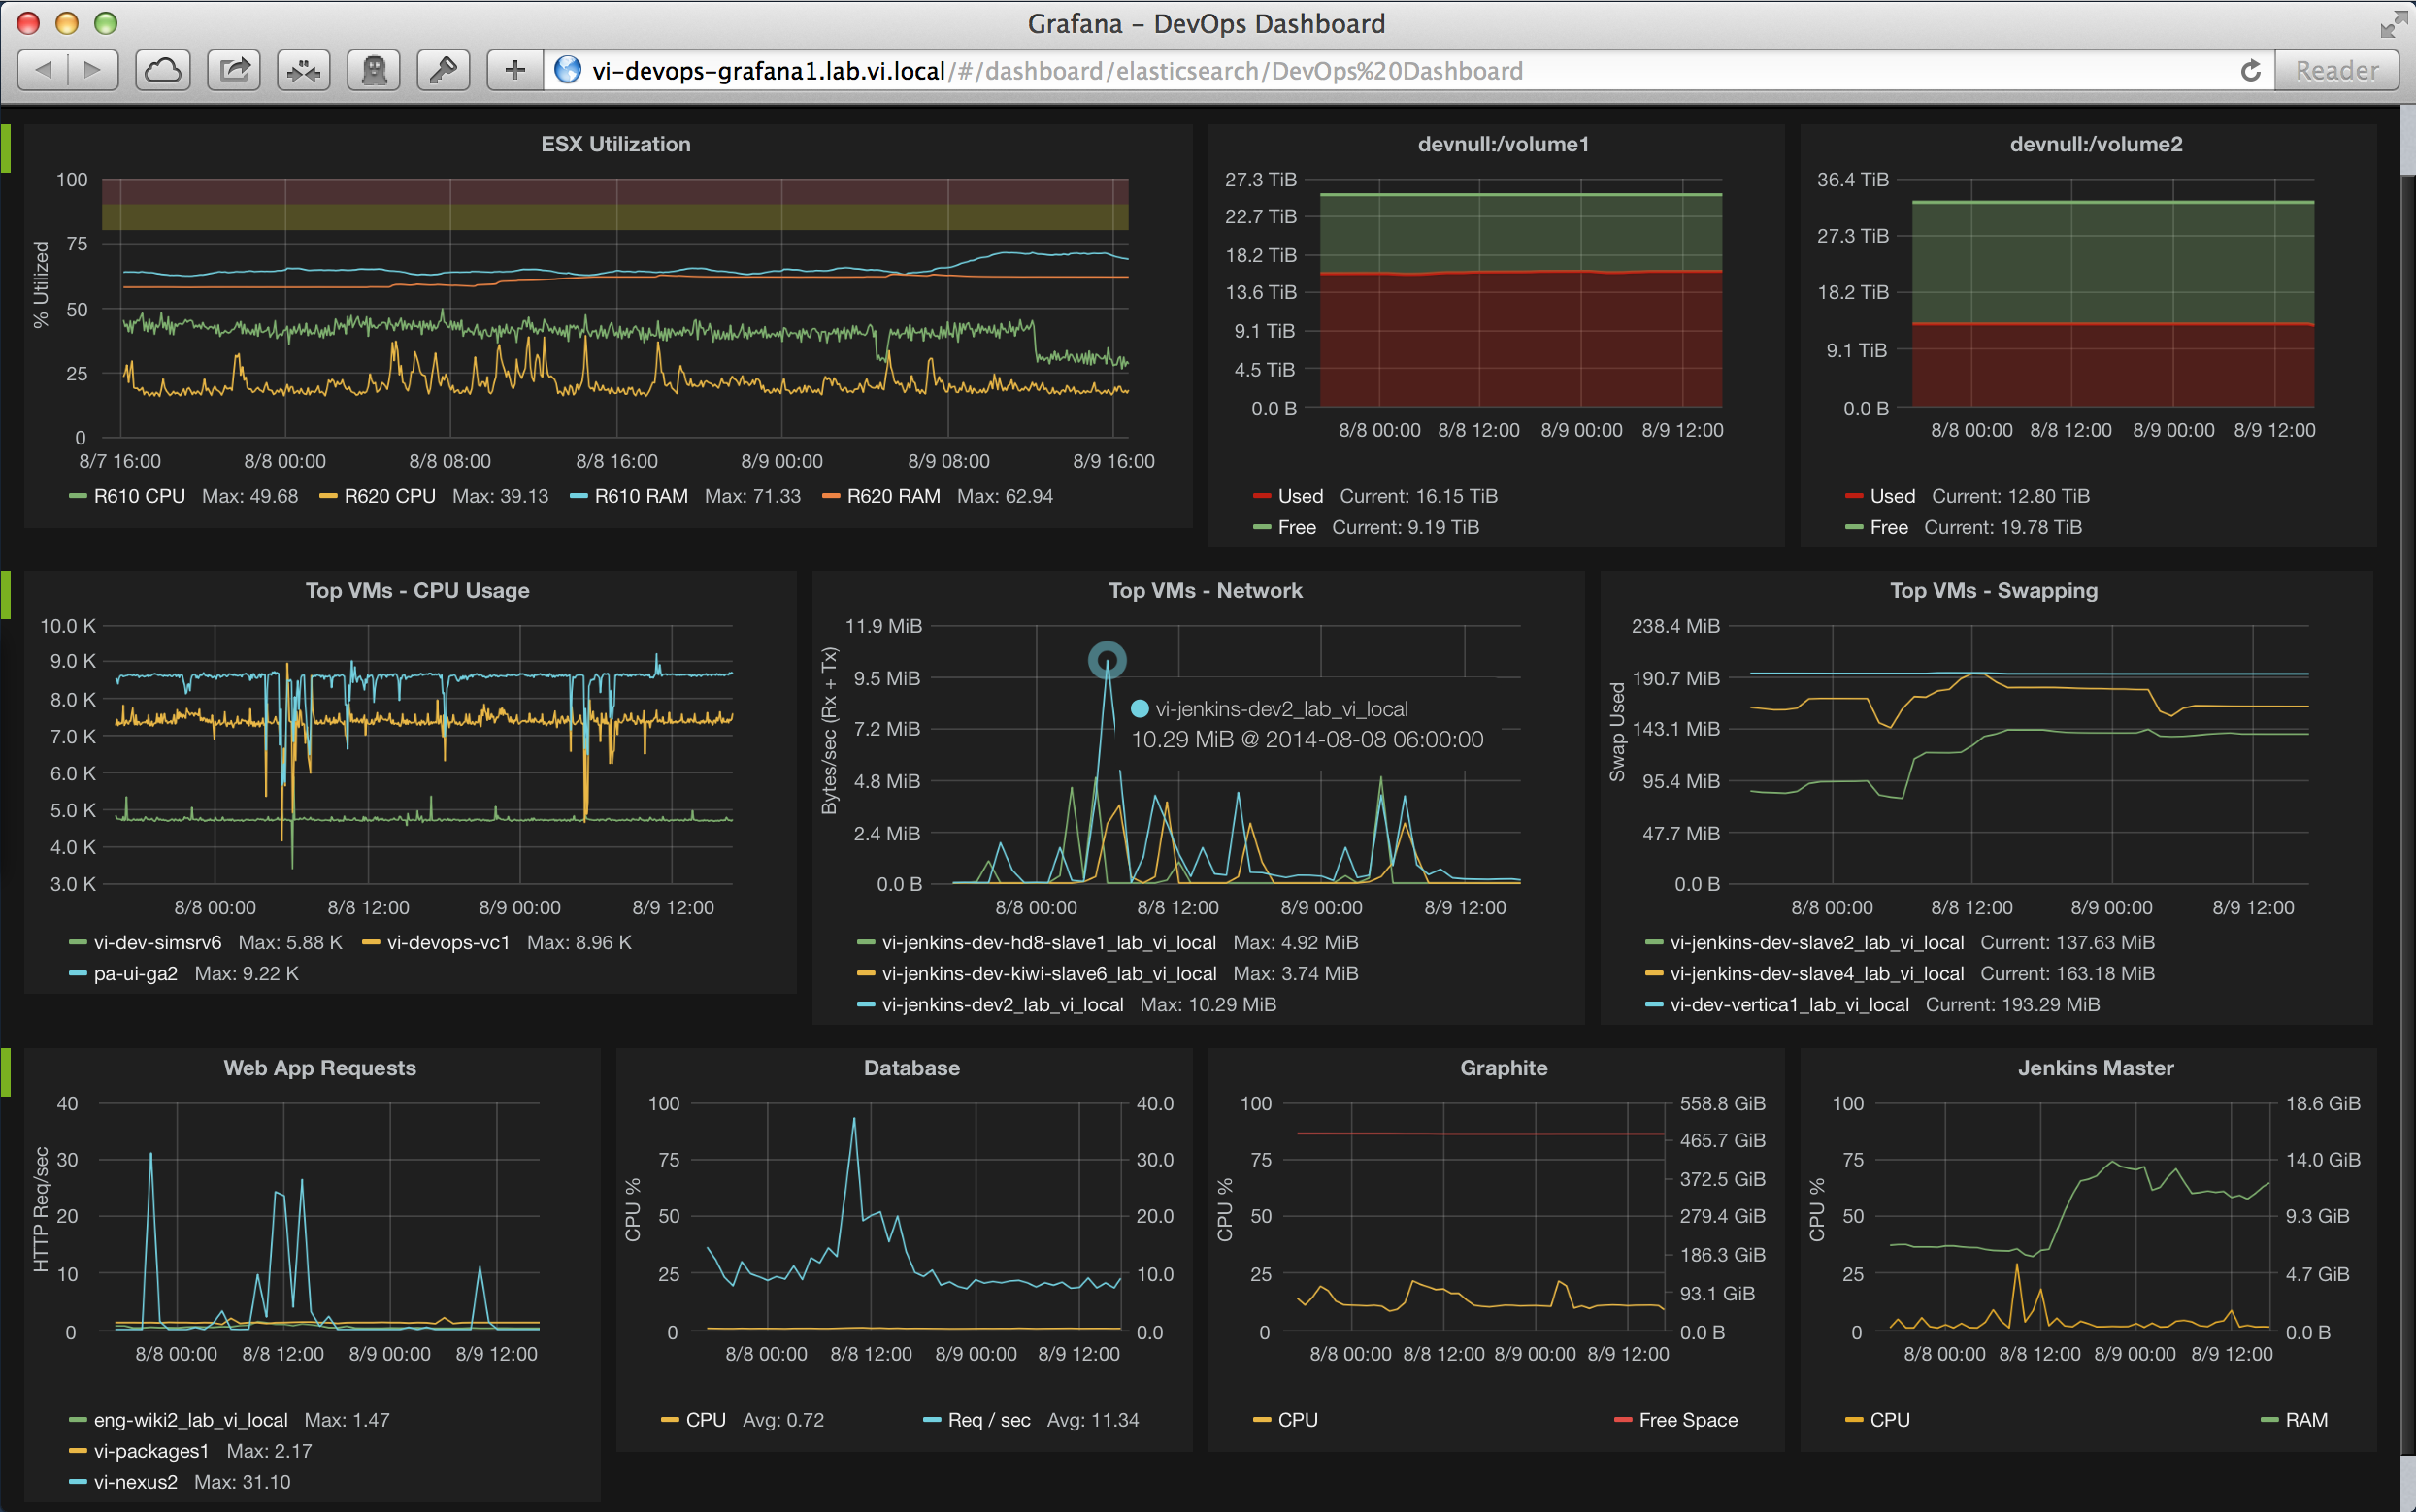 Grafana – DevOps Dashboard
vi-devops-grafana1.lab.vi.local/#/dashboard/elasticsearch/DevOps%20Dashboard
Reader
ESX Utilization
100
75
50
25
0
% Utilized
8/7 16:00 8/8 00:00 8/8 08:00 8/8 16:00 8/9 00:00 8/9 08:00 8/9 16:00
R610 CPU Max: 49.68 R620 CPU Max: 39.13 R610 RAM Max: 71.33 R620 RAM Max: 62.94
devnull:/volume1
27.3 TiB
22.7 TiB
18.2 TiB
13.6 TiB
9.1 TiB
4.5 TiB
0.0 B
8/8 00:00 8/8 12:00 8/9 00:00 8/9 12:00
Used Current: 16.15 TiB
Free Current: 9.19 TiB
devnull:/volume2
36.4 TiB
27.3 TiB
18.2 TiB
9.1 TiB
0.0 B
8/8 00:00 8/8 12:00 8/9 00:00 8/9 12:00
Used Current: 12.80 TiB
Free Current: 19.78 TiB
Top VMs - CPU Usage
10.0 K
9.0 K
8.0 K
7.0 K
6.0 K
5.0 K
4.0 K
3.0 K
8/8 00:00 8/8 12:00 8/9 00:00 8/9 12:00
vi-dev-simsrv6 Max: 5.88 K vi-devops-vc1 Max: 8.96 K
pa-ui-ga2 Max: 9.22 K
Top VMs - Network
11.9 MiB
9.5 MiB
7.2 MiB
4.8 MiB
2.4 MiB
0.0 B
Bytes/sec (Rx + Tx)
vi-jenkins-dev2_lab_vi_local
10.29 MiB @ 2014-08-08 06:00:00
8/8 00:00 8/8 12:00 8/9 00:00 8/9 12:00
vi-jenkins-dev-hd8-slave1_lab_vi_local Max: 4.92 MiB
vi-jenkins-dev-kiwi-slave6_lab_vi_local Max: 3.74 MiB
vi-jenkins-dev2_lab_vi_local Max: 10.29 MiB
Top VMs - Swapping
238.4 MiB
190.7 MiB
143.1 MiB
95.4 MiB
47.7 MiB
0.0 B
Swap Used
8/8 00:00 8/8 12:00 8/9 00:00 8/9 12:00
vi-jenkins-dev-slave2_lab_vi_local Current: 137.63 MiB
vi-jenkins-dev-slave4_lab_vi_local Current: 163.18 MiB
vi-dev-vertica1_lab_vi_local Current: 193.29 MiB
Web App Requests
40
30
20
10
0
HTTP Req/sec
8/8 00:00 8/8 12:00 8/9 00:00 8/9 12:00
eng-wiki2_lab_vi_local Max: 1.47
vi-packages1 Max: 2.17
vi-nexus2 Max: 31.10
Database
100 40.0
75 30.0
50 20.0
25 10.0
0 0.0
CPU %
8/8 00:00 8/8 12:00 8/9 00:00 8/9 12:00
CPU Avg: 0.72 Req / sec Avg: 11.34
Graphite
100
75
50
25
0
CPU %
558.8 GiB
465.7 GiB
372.5 GiB
279.4 GiB
186.3 GiB
93.1 GiB
0.0 B
8/8 00:00 8/8 12:00 8/9 00:00 8/9 12:00
CPU Free Space
Jenkins Master
100 18.6 GiB
75 14.0 GiB
50 9.3 GiB
25 4.7 GiB
0 0.0 B
CPU %
8/8 00:00 8/8 12:00 8/9 00:00 8/9 12:00
CPU RAM